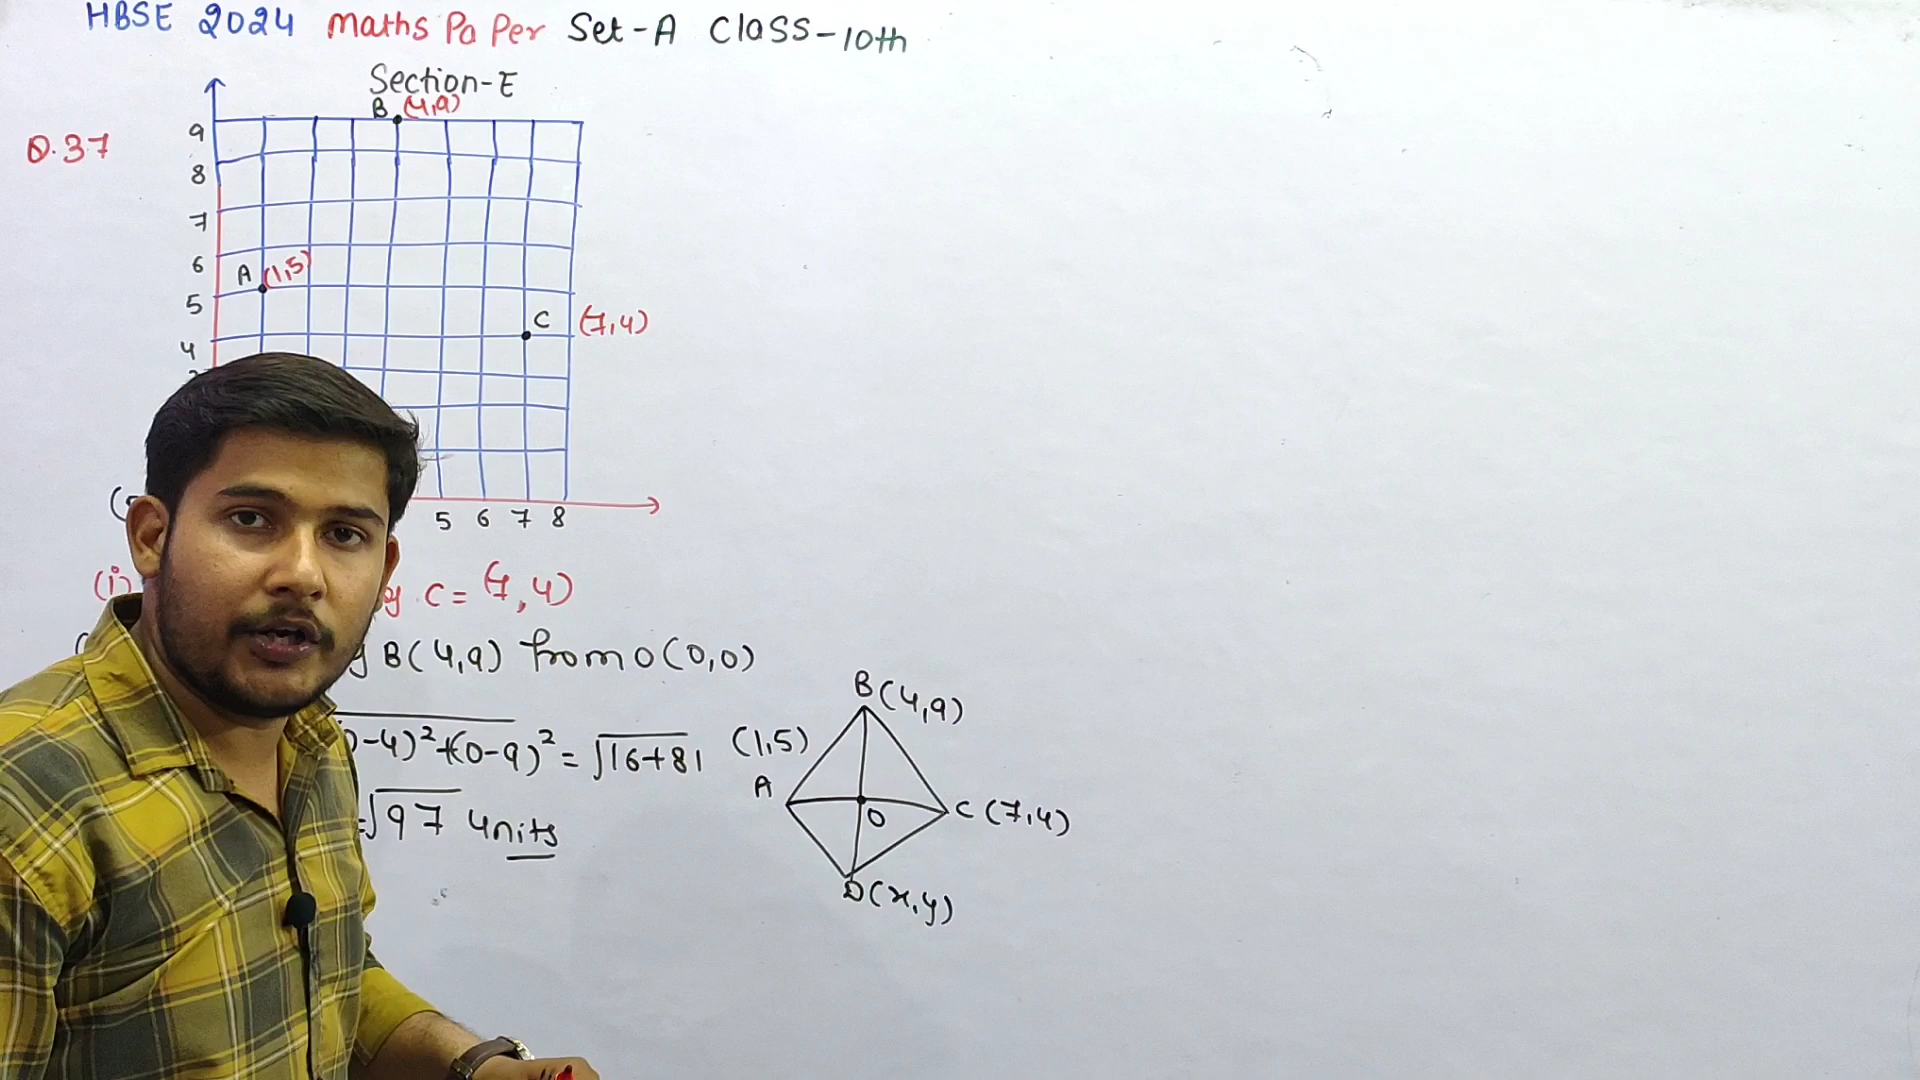 HBSE 2024 Maths PaPer Set-A Class-10th
Section-E
Q.37
B (4,9)
9
8
7
6
A (1,5)
5
C (7,4)
4
5 6 7 8
(i) C = (7,4)
B(4,9) from O(0,0)
-4)²+(0-9)² = √16+81
= √97 units
B(4,9)
(1,5)
A
O
C(7,4)
D(x,y)